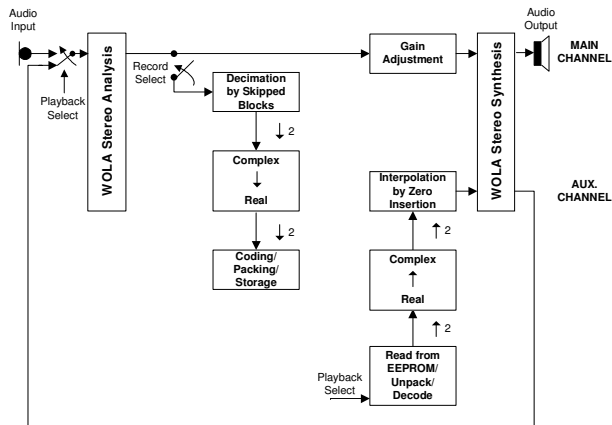 Audio
Input
Playback
Select
WOLA Stereo Analysis
Record
Select
Decimation
by Skipped
Blocks
↓ 2
Complex
↓
Real
↓ 2
Coding/
Packing/
Storage
Gain
Adjustment
WOLA Stereo Synthesis
Audio
Output
MAIN
CHANNEL
AUX.
CHANNEL
Interpolation
by Zero
Insertion
↑ 2
Complex
↑
Real
↑ 2
Read from
EEPROM/
Unpack/
Decode
Playback
Select